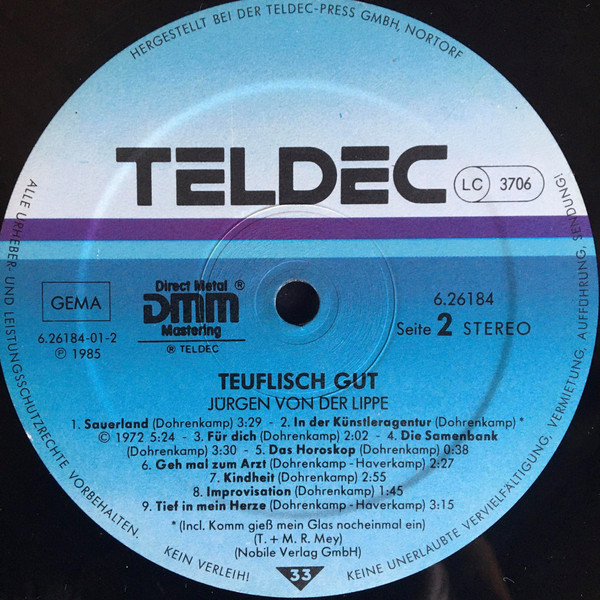 HERGESTELLT BEI DER TELDEC-PRESS GMBH, NORTORF
TELDEC
LC 3706
ALLE URHEBER- UND LEISTUNGSSCHUTZRECHTE VORBEHALTEN.
KEIN VERLEIH!
KEINE UNERLAUBTE VERVIELFÄLTIGUNG, VERMIETUNG, AUFFÜHRUNG, SENDUNG!
GEMA
6.26184-01-2
Ⓟ 1985
Direct Metal ®
DMM
Mastering
® TELDEC
6.26184
Seite 2 STEREO
TEUFLISCH GUT
JÜRGEN VON DER LIPPE
1. Sauerland (Dohrenkamp) 3:29 - 2. In der Künstleragentur (Dohrenkamp) *
© 1972 5:24 - 3. Für dich (Dohrenkamp) 2:02 - 4. Die Samenbank
(Dohrenkamp) 3:30 - 5. Das Horoskop (Dohrenkamp) 0:38
6. Geh mal zum Arzt (Dohrenkamp - Haverkamp) 2:27
7. Kindheit (Dohrenkamp) 2:55
8. Improvisation (Dohrenkamp) 1:45
9. Tief in mein Herze (Dohrenkamp - Haverkamp) 3:15
* (Incl. Komm gieß mein Glas nocheinmal ein)
(T. + M. R. Mey)
(Nobile Verlag GmbH)
33